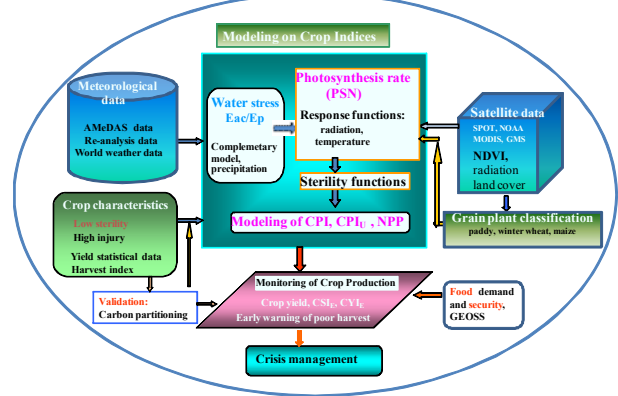 Modeling on Crop Indices
Meteorological
data
AMeDAS data
Re-analysis data
World weather data
Water stress
Eac/Ep
Complemetary
model,
precipitation
Photosynthesis rate
(PSN)
Response functions:
radiation,
temperature
Sterility functions
Modeling of CPI, CPIU , NPP
Satellite data
SPOT, NOAA
MODIS, GMS
NDVI,
radiation
land cover
Grain plant classification
paddy, winter wheat, maize
Crop characteristics
Low sterility
High injury
Yield statistical data
Harvest index
Validation:
Carbon partitioning
Monitoring of Crop Production
Crop yield, CSIE, CYIE
Early warning of poor harvest
Food demand
and security,
GEOSS
Crisis management